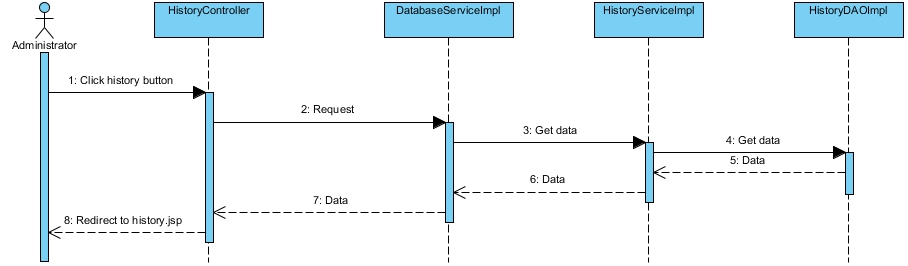 HistoryController
DatabaseServiceImpl
HistoryServiceImpl
HistoryDAOImpl
Administrator
1: Click history button
2: Request
3: Get data
4: Get data
5: Data
6: Data
7: Data
8: Redirect to history.jsp